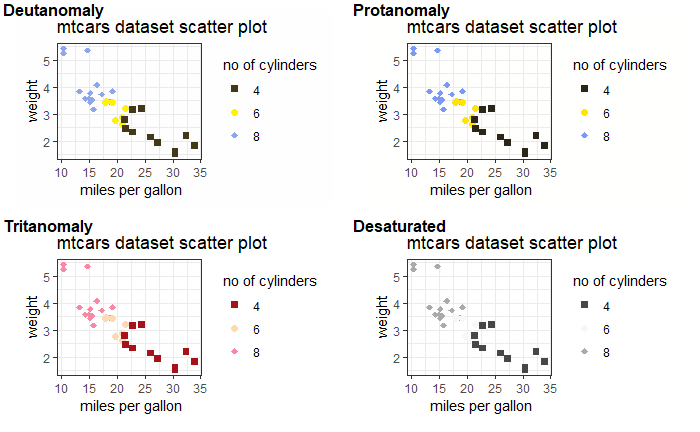 Deutanomaly
mtcars dataset scatter plot
weight
5
4
3
2
10 15 20 25 30 35
miles per gallon
no of cylinders
4
6
8
Protanomaly
mtcars dataset scatter plot
weight
5
4
3
2
10 15 20 25 30 35
miles per gallon
no of cylinders
4
6
8
Tritanomaly
mtcars dataset scatter plot
weight
5
4
3
2
10 15 20 25 30 35
miles per gallon
no of cylinders
4
6
8
Desaturated
mtcars dataset scatter plot
weight
5
4
3
2
10 15 20 25 30 35
miles per gallon
no of cylinders
4
6
8